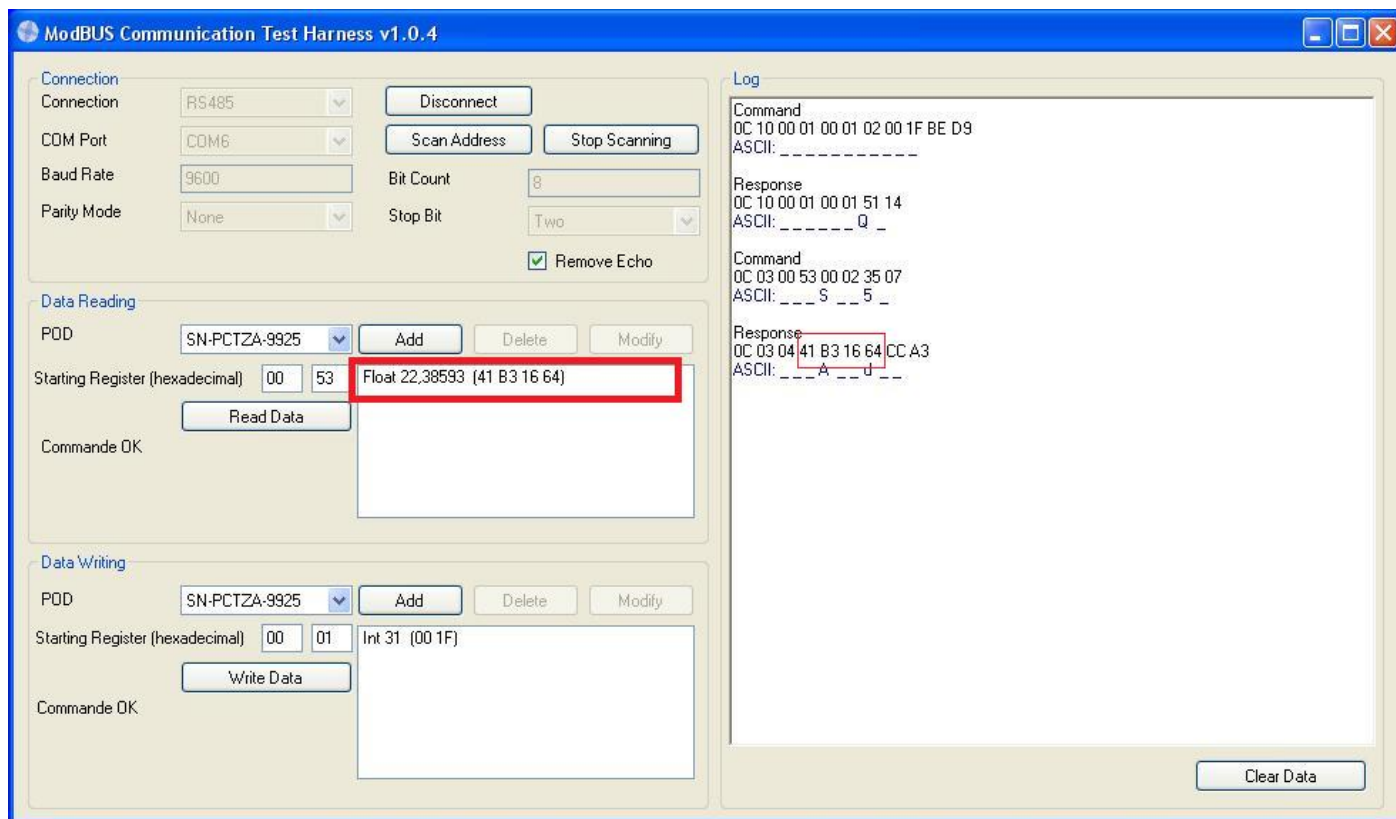 ModBUS Communication Test Harness v1.0.4
Connection
Connection RS485 Disconnect
COM Port COM6 Scan Address Stop Scanning
Baud Rate 9600 Bit Count 8
Parity Mode None Stop Bit Two
Remove Echo
Data Reading
POD SN-PCTZA-9925 Add Delete Modify
Starting Register (hexadecimal) 00 53 Float 22,38593 (41 B3 16 64)
Read Data
Commande OK
Data Writing
POD SN-PCTZA-9925 Add Delete Modify
Starting Register (hexadecimal) 00 01 Int 31 (00 1F)
Write Data
Commande OK
Log
Command
0C 10 00 01 00 01 02 00 1F BE D9
ASCII: _ _ _ _ _ _ _ _ _ _ _
Response
0C 10 00 01 00 01 51 14
ASCII: _ _ _ _ _ _ Q _
Command
0C 03 00 53 00 02 35 07
ASCII: _ _ _ S _ _ 5 _
Response
0C 03 04 41 B3 16 64 CC A3
ASCII: _ _ _ A _ _ d _ _
Clear Data